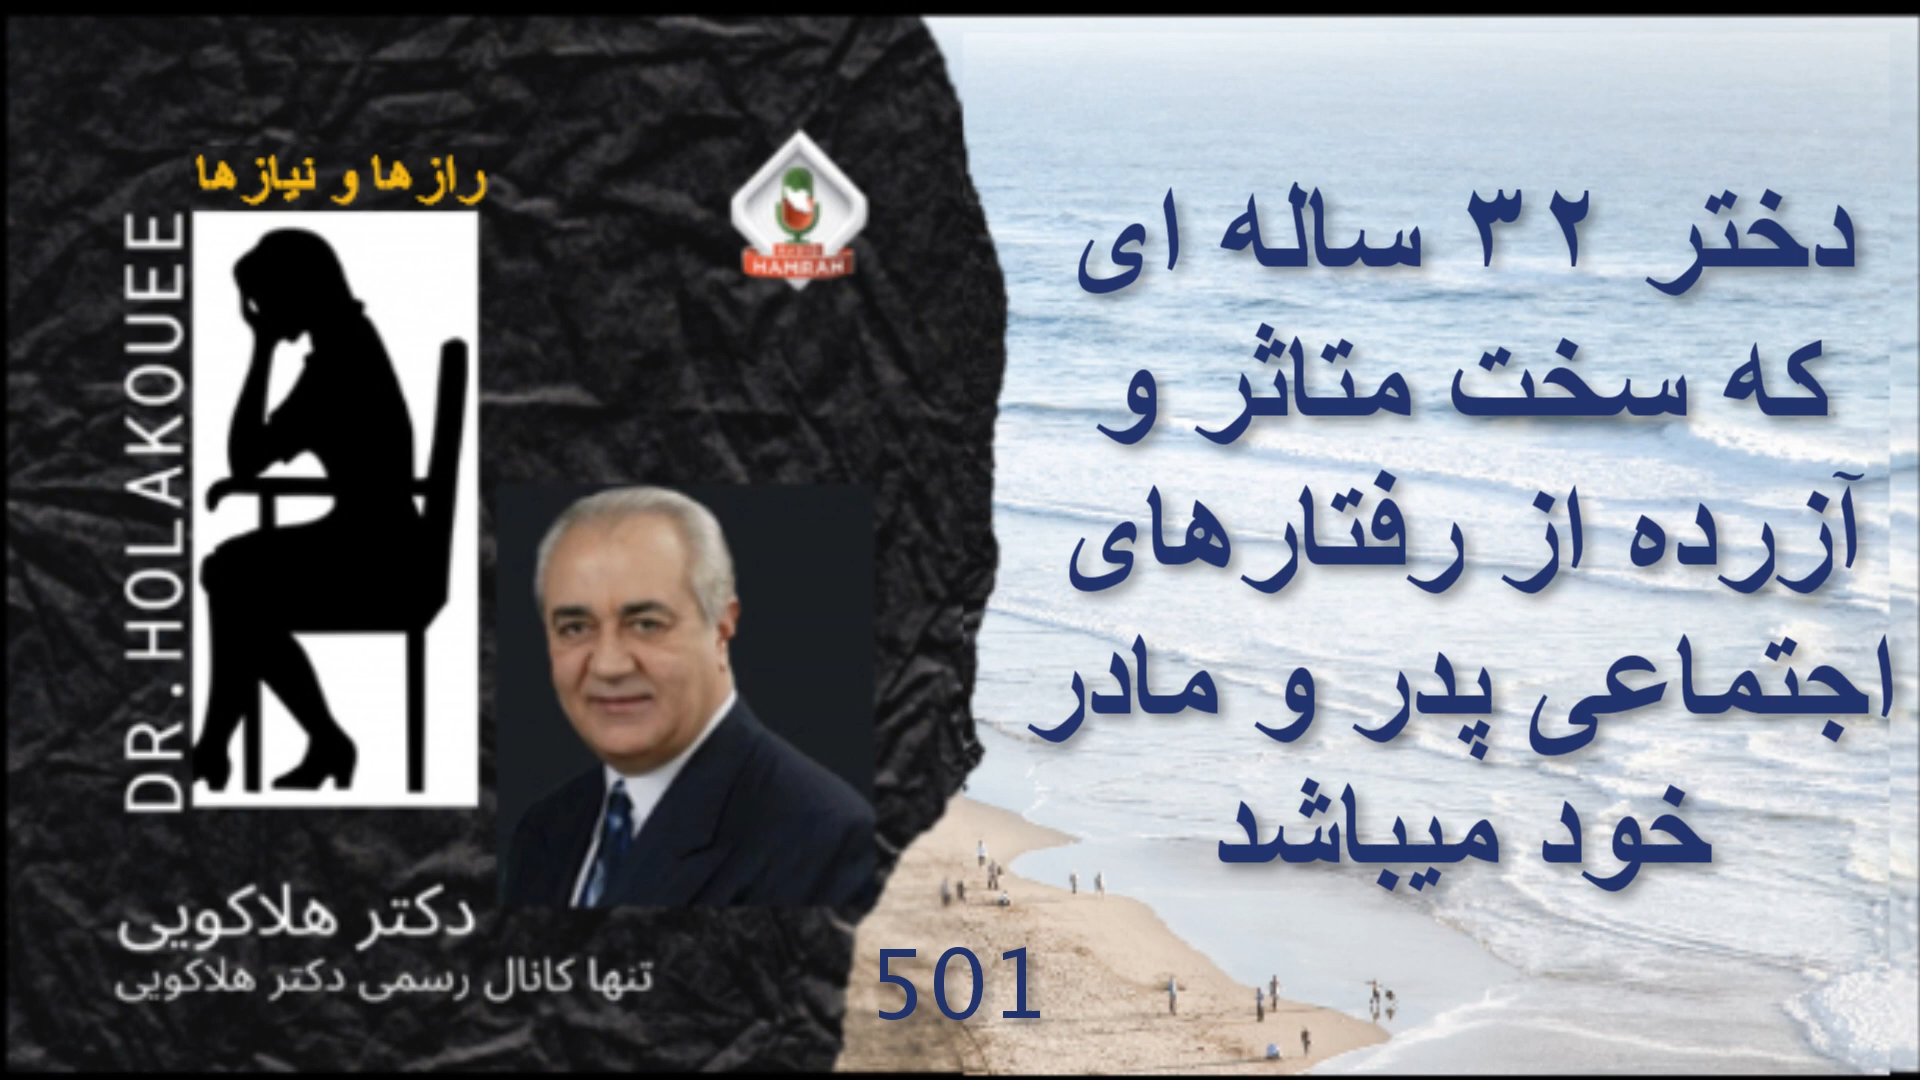 رازها و نیازها
DR. HOLAKOUEE
RADIO
HAMRAH
دکتر هلاکویی
تنها کانال رسمی دکتر هلاکویی
دختر ۳۲ ساله ای
که سخت متاثر و
آزرده از رفتارهای
اجتماعی پدر و مادر
خود میباشد
501